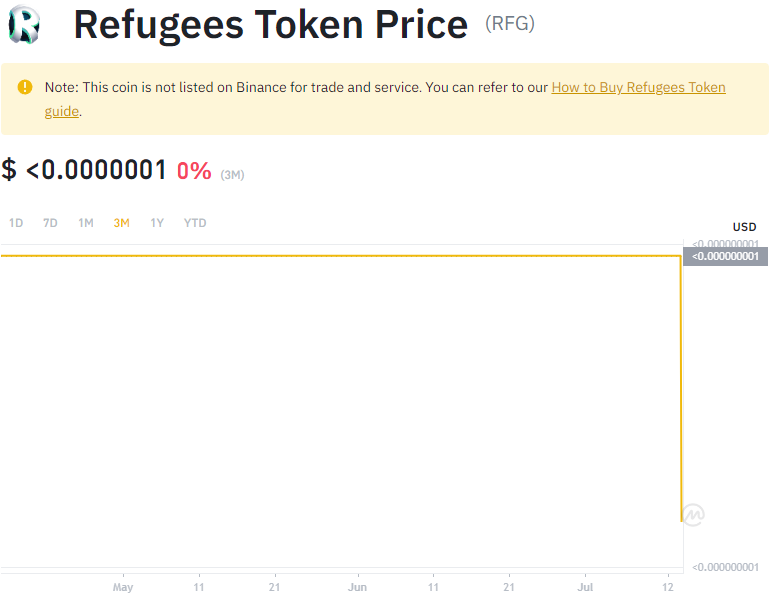 Refugees Token Price (RFG)
Note: This coin is not listed on Binance for trade and service. You can refer to our How to Buy Refugees Token
guide.
$ <0.0000001 0% (3M)
1D 7D 1M 3M 1Y YTD
USD
<0.000000001
<0.000000001
<0.000000001
May 11 21 Jun 11 21 Jul 12